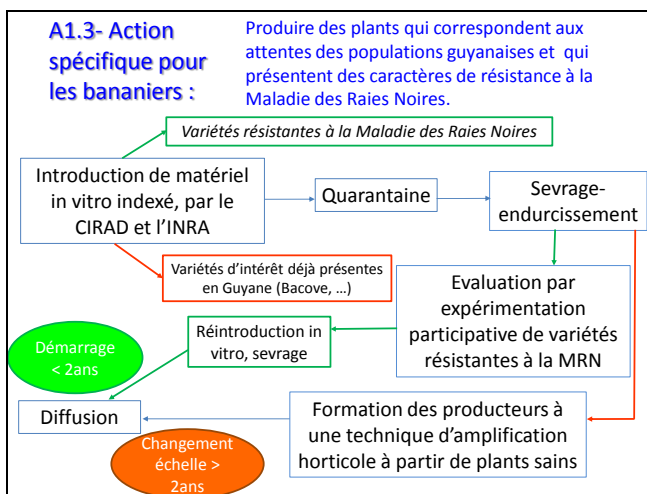 A1.3- Action
spécifique pour
les bananiers :
Produire des plants qui correspondent aux
attentes des populations guyanaises et qui
présentent des caractères de résistance à la
Maladie des Raies Noires.
Variétés résistantes à la Maladie des Raies Noires
Introduction de matériel
in vitro indexé, par le
CIRAD et l’INRA
Quarantaine
Sevrage-
endurcissement
Variétés d’intérêt déjà présentes
en Guyane (Bacove, …)
Evaluation par
expérimentation
participative de variétés
résistantes à la MRN
Réintroduction in
vitro, sevrage
Démarrage
< 2ans
Diffusion
Changement
échelle >
2ans
Formation des producteurs à
une technique d’amplification
horticole à partir de plants sains